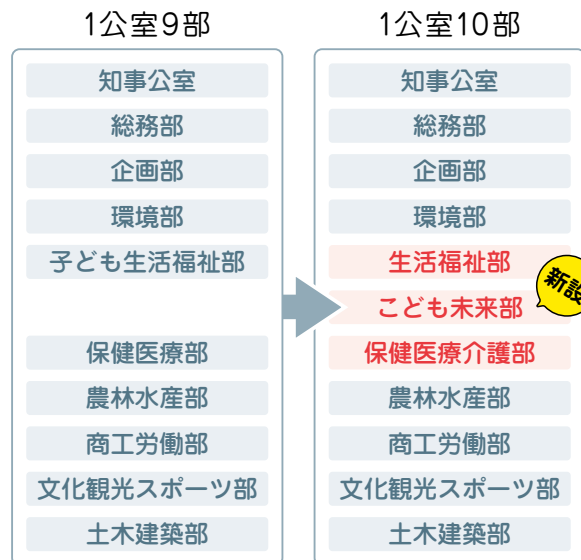 1公室9部
知事公室
総務部
企画部
環境部
子ども生活福祉部
保健医療部
農林水産部
商工労働部
文化観光スポーツ部
土木建築部
1公室10部
知事公室
総務部
企画部
環境部
生活福祉部
こども未来部
新設
保健医療介護部
農林水産部
商工労働部
文化観光スポーツ部
土木建築部